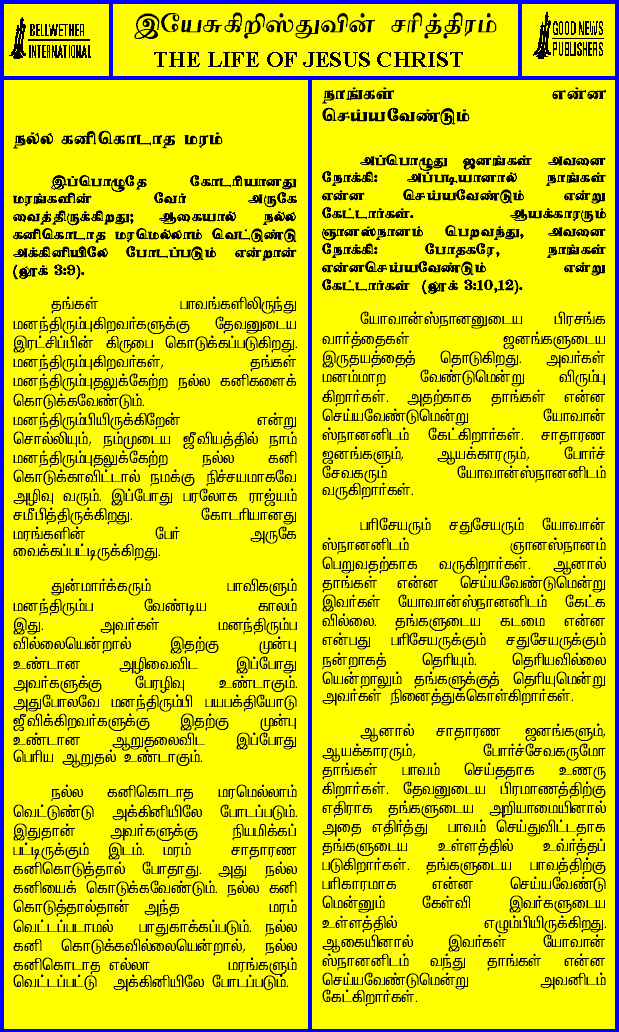 BELLWETHER
INTERNATIONAL
இயேசுகிறிஸ்துவின் சரித்திரம்
THE LIFE OF JESUS CHRIST
GOOD NEWS
PUBLISHERS
நல்ல கனிகொடாத மரம்
இப்பொழுதே கோடரியானது
மரங்களின் வேர் அருகே
வைத்திருக்கிறது; ஆகையால் நல்ல
கனிகொடாத மரமெல்லாம் வெட்டுண்டு
அக்கினியிலே போடப்படும் என்றான்
(லூக் 3:9).
தங்கள் பாவங்களிலிருந்து
மனந்திரும்புகிறவர்களுக்கு தேவனுடைய
இரட்சிப்பின் கிருபை கொடுக்கப்படுகிறது.
மனந்திரும்புகிறவர்கள், தங்கள்
மனந்திரும்புதலுக்கேற்ற நல்ல கனிகளைக்
கொடுக்கவேண்டும்.
மனந்திரும்பியிருக்கிறேன் என்று
சொல்லியும், நம்முடைய ஜீவியத்தில் நாம்
மனந்திரும்புதலுக்கேற்ற நல்ல கனி
கொடுக்காவிட்டால் நமக்கு நிச்சயமாகவே
அழிவு வரும். இப்போது பரலோக ராஜ்யம்
சமீபித்திருக்கிறது. கோடரியானது
மரங்களின் பேர் அருகே
வைக்கப்பட்டிருக்கிறது.
துன்மார்க்கரும் பாவிகளும்
மனந்திரும்ப வேண்டிய காலம்
இது. அவர்கள் மனந்திரும்ப
வில்லையென்றால் இதற்கு முன்பு
உண்டான அழிவைவிட இப்போது
அவர்களுக்கு பேரழிவு உண்டாகும்.
அதுபோலவே மனந்திரும்பி பயபக்தியோடு
ஜீவிக்கிறவர்களுக்கு இதற்கு முன்பு
உண்டான ஆறுதலைவிட இப்போது
பெரிய ஆறுதல் உண்டாகும்.
நல்ல கனிகொடாத மரமெல்லாம்
வெட்டுண்டு அக்கினியிலே போடப்படும்.
இதுதான் அவர்களுக்கு நியமிக்கப்
பட்டிருக்கும் இடம். மரம் சாதாரண
கனிகொடுத்தால் போதாது. அது நல்ல
கனியைக் கொடுக்கவேண்டும். நல்ல கனி
கொடுத்தால்தான் அந்த மரம்
வெட்டப்படாமல் பாதுகாக்கப்படும். நல்ல
கனி கொடுக்கவில்லையென்றால், நல்ல
கனிகொடாத எல்லா மரங்களும்
வெட்டப்பட்டு அக்கினியிலே போடப்படும்.
நாங்கள் என்ன
செய்யவேண்டும்
அப்பொழுது ஜனங்கள் அவனை
நோக்கி: அப்படியானால் நாங்கள்
என்ன செய்யவேண்டும் என்று
கேட்டார்கள். ஆயக்காரரும்
ஞானஸ்நானம் பெறவந்து, அவனை
நோக்கி: போதகரே, நாங்கள்
என்னசெய்யவேண்டும் என்று
கேட்டார்கள் (லூக் 3:10,12).
யோவான்ஸ்நானனுடைய பிரசங்க
வார்த்தைகள் ஜனங்களுடைய
இருதயத்தைத் தொடுகிறது. அவர்கள்
மனம்மாற வேண்டுமென்று விரும்பு
கிறார்கள். அதற்காக தாங்கள் என்ன
செய்யவேண்டுமென்று யோவான்
ஸ்நானனிடம் கேட்கிறார்கள். சாதாரண
ஜனங்களும், ஆயக்காரரும், போர்ச்
சேவகரும் யோவான்ஸ்நானனிடம்
வருகிறார்கள்.
பரிசேயரும் சதுசேயரும் யோவான்
ஸ்நானனிடம் ஞானஸ்நானம்
பெறுவதற்காக வருகிறார்கள். ஆனால்
தாங்கள் என்ன செய்யவேண்டுமென்று
இவர்கள் யோவான்ஸ்நானனிடம் கேட்க
வில்லை. தங்களுடைய கடமை என்ன
என்பது பரிசேயருக்கும் சதுசேயருக்கும்
நன்றாகத் தெரியும். தெரியவில்லை
யென்றாலும் தங்களுக்குத் தெரியுமென்று
அவர்கள் நினைத்துக்கொள்கிறார்கள்.
ஆனால் சாதாரண ஜனங்களும்,
ஆயக்காரரும், போர்ச்சேவகருமோ
தாங்கள் பாவம் செய்ததாக உணரு
கிறார்கள். தேவனுடைய பிரமாணத்திற்கு
எதிராக தங்களுடைய அறியாமையினால்
அதை எதிர்த்து பாவம் செய்துவிட்டதாக
தங்களுடைய உள்ளத்தில் உவர்த்தப்
படுகிறார்கள். தங்களுடைய பாவத்திற்கு
பரிகாரமாக என்ன செய்யவேண்டு
மென்னும் கேள்வி இவர்களுடைய
உள்ளத்தில் எழும்பியிருக்கிறது.
ஆகையினால் இவர்கள் யோவான்
ஸ்நானனிடம் வந்து தாங்கள் என்ன
செய்யவேண்டுமென்று அவனிடம்
கேட்கிறார்கள்.